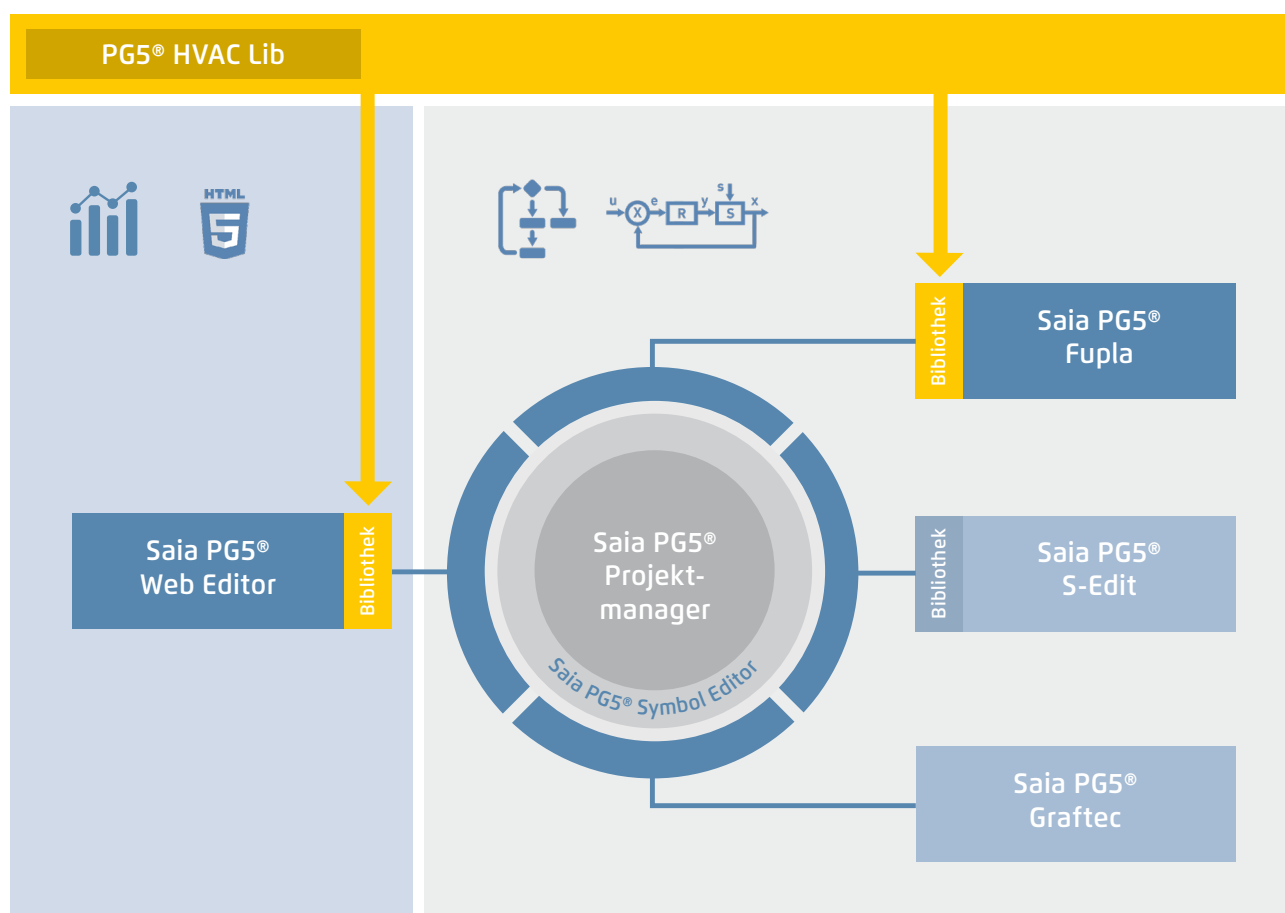 PG5® HVAC Lib
HTML
5
u
e
R
y
s
S
x
X
Bibliothek
Saia PG5®
Fupla
Saia PG5®
Web Editor
Bibliothek
Saia PG5®
Projekt-
manager
Saia PG5® Symbol Editor
Bibliothek
Saia PG5®
S-Edit
Saia PG5®
Graftec